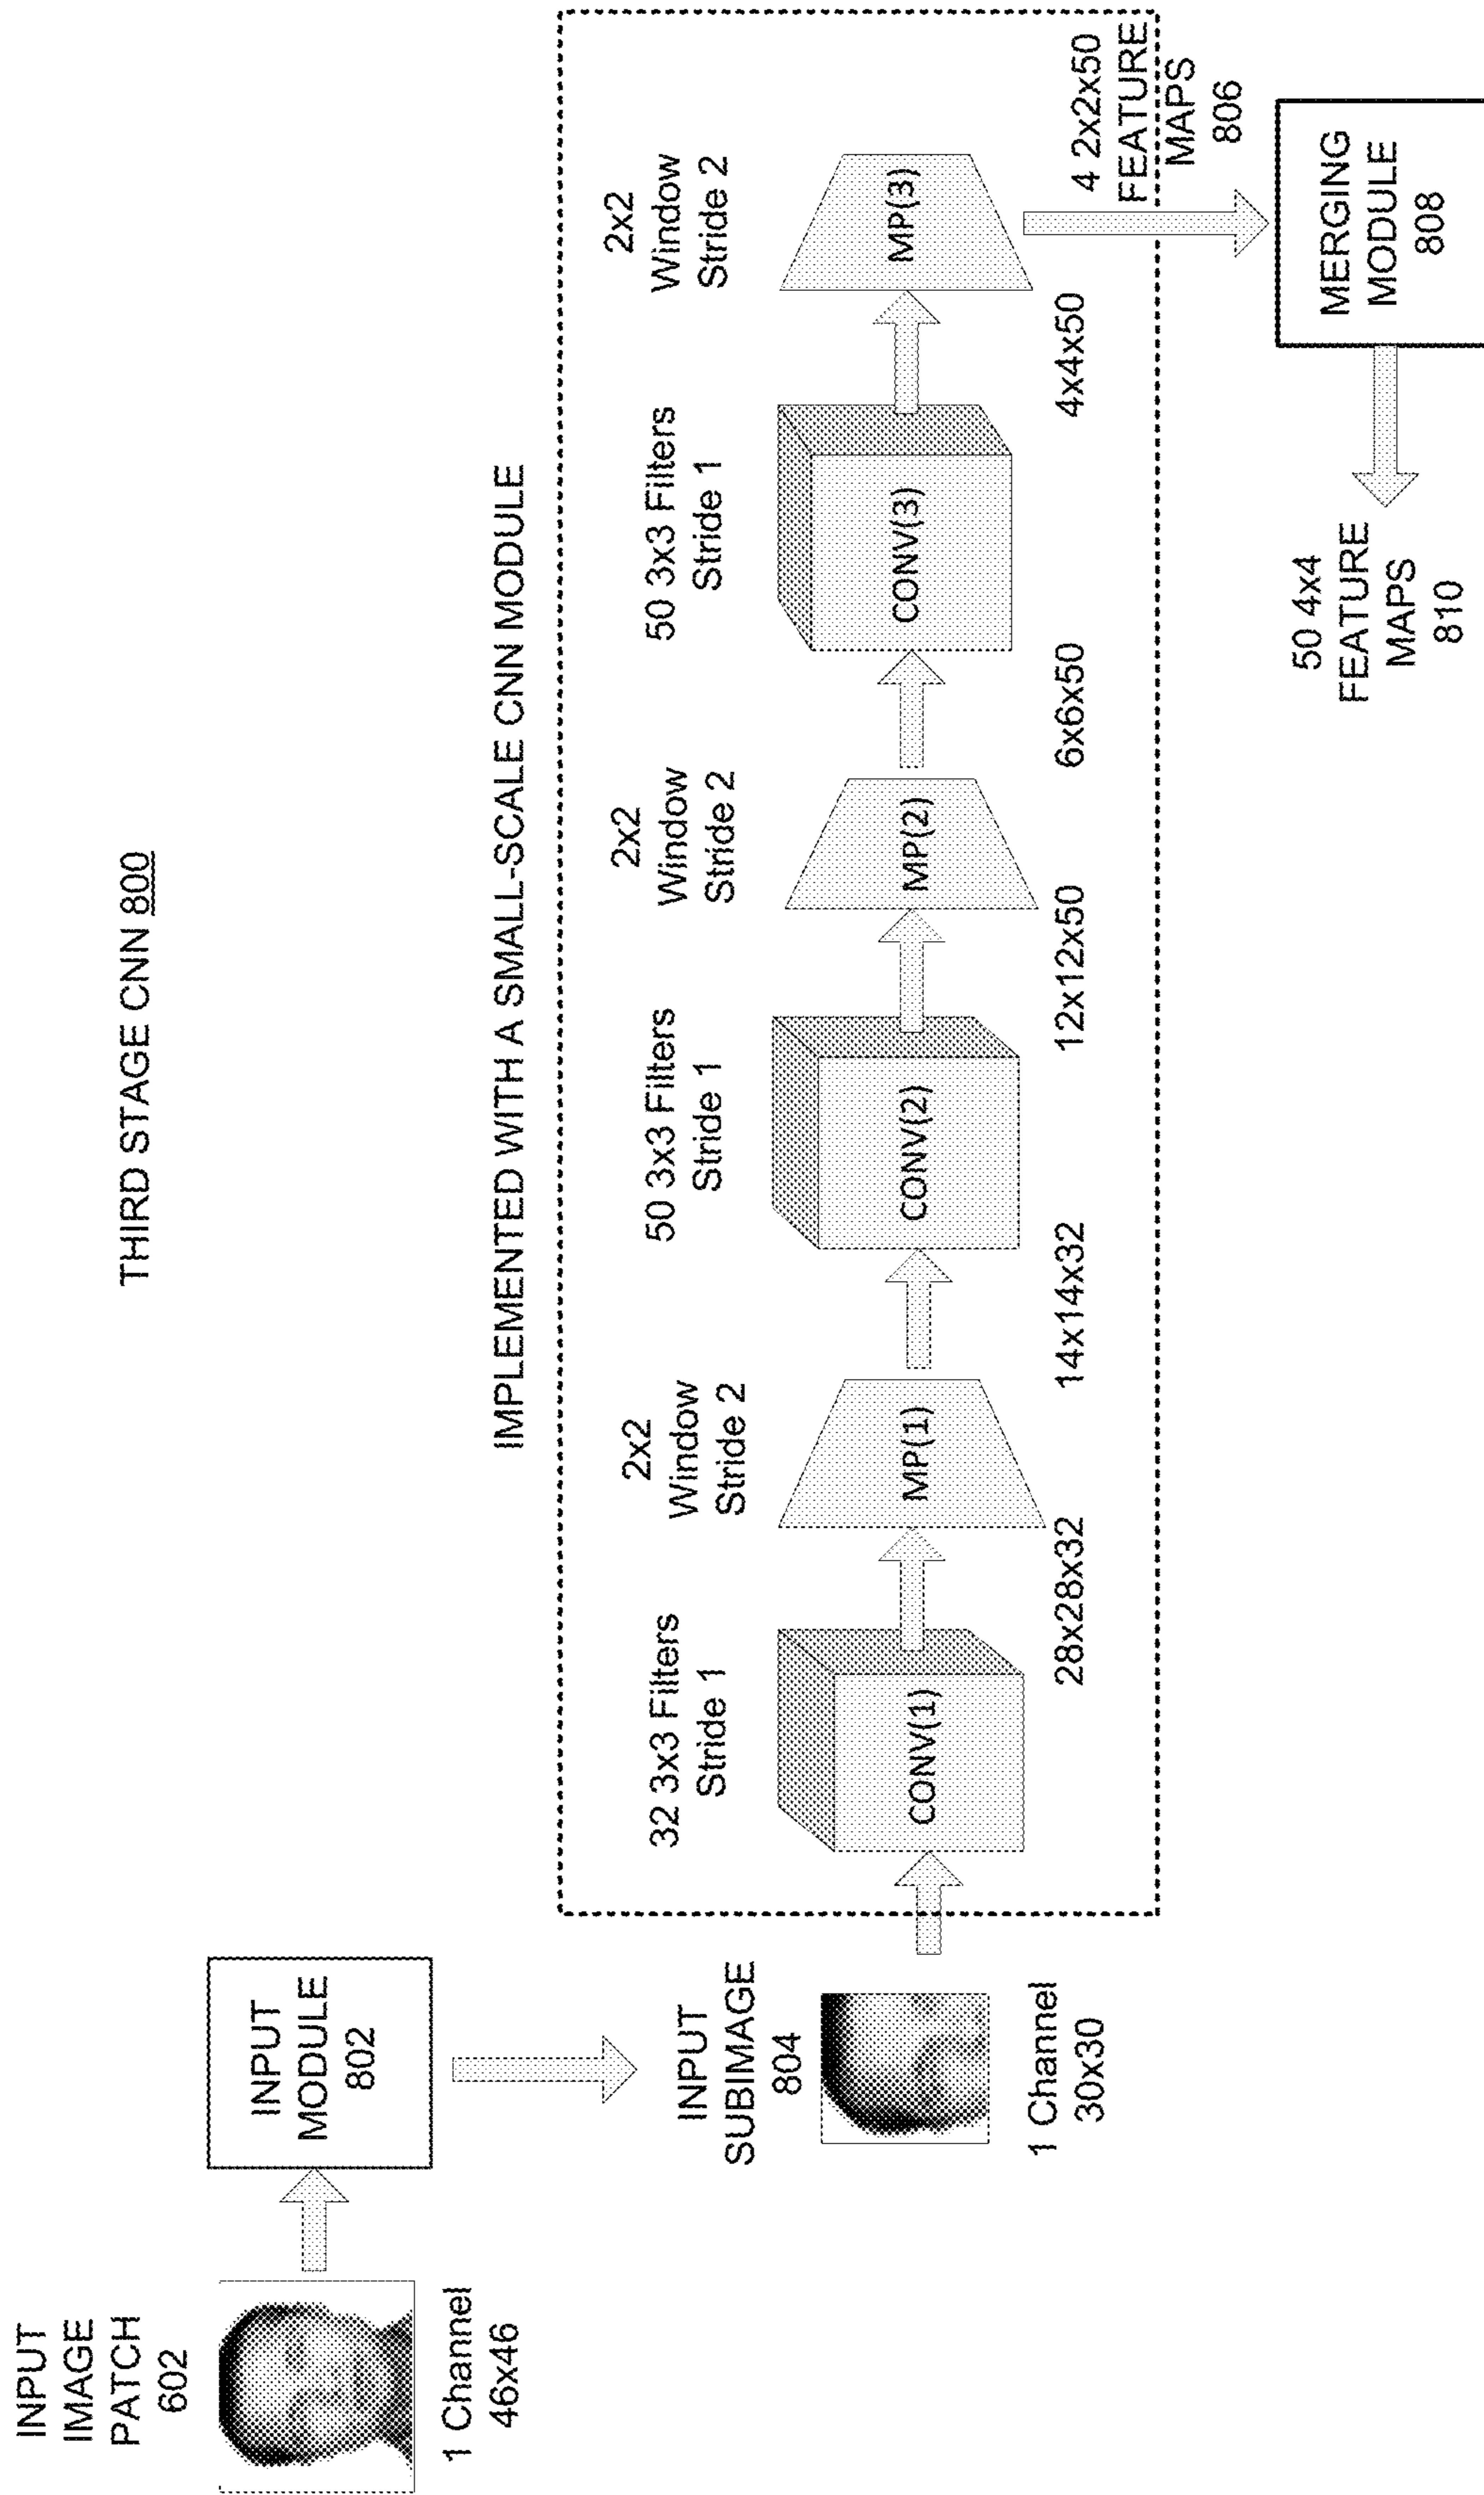 THIRD STAGE CNN 800
INPUT
IMAGE
PATCH
602
1 Channel
46x46
INPUT
MODULE
802
INPUT
SUBIMAGE
804
1 Channel
30x30
IMPLEMENTED WITH A SMALL-SCALE CNN MODULE
32 3x3 Filters
Stride 1
CONV(1)
28x28x32
2x2
Window
Stride 2
MP(1)
14x14x32
50 3x3 Filters
Stride 1
CONV(2)
12x12x50
2x2
Window
Stride 2
MP(2)
6x6x50
50 3x3 Filters
Stride 1
CONV(3)
4x4x50
2x2
Window
Stride 2
MP(3)
4 2x2x50
FEATURE
MAPS
806
MERGING
MODULE
808
50 4x4
FEATURE
MAPS
810